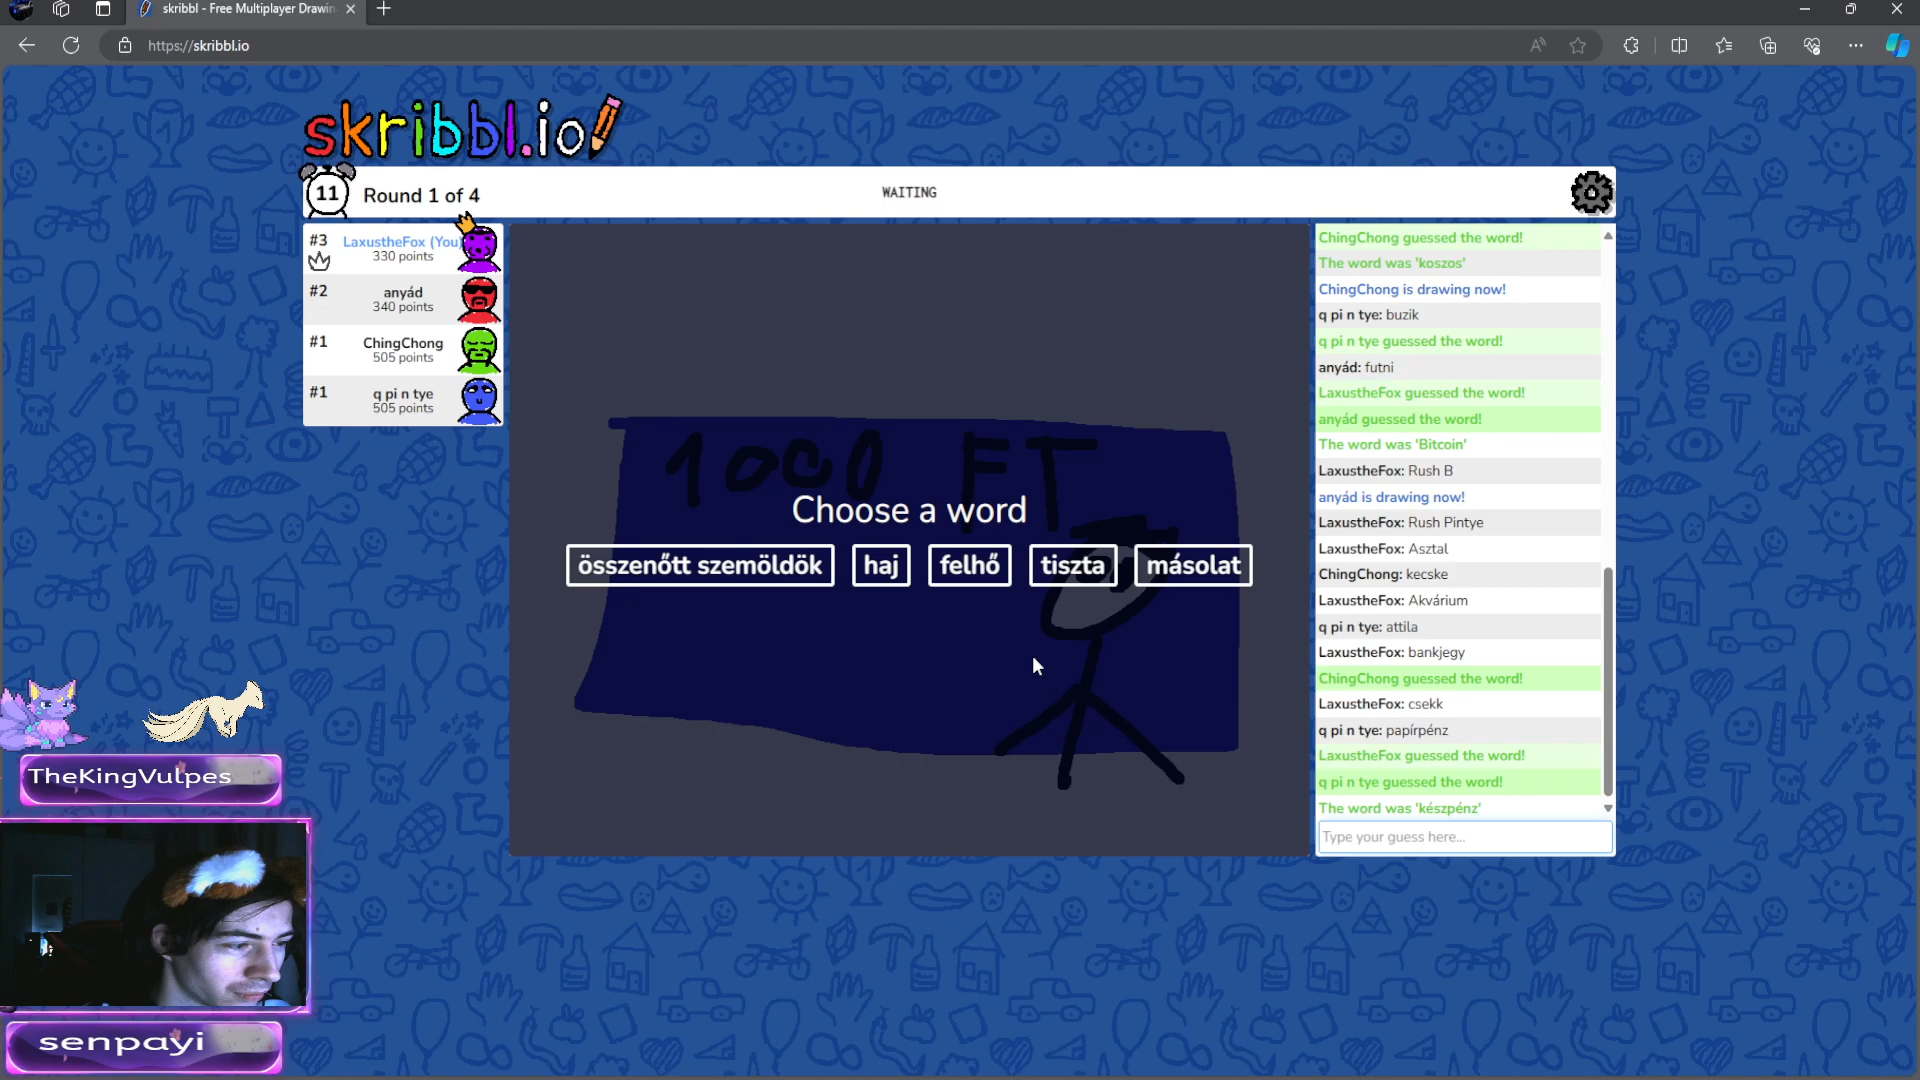 skribbl - Free Multiplayer Drawin
https://skribbl.io
skribbl.io
11
Round 1 of 4
WAITING
#3
LaxustheFox (You)
330 points
#2
anyád
340 points
#1
ChingChong
505 points
#1
q pi n tye
505 points
1000 FT
Choose a word
összenőtt szemöldök
haj
felhő
tiszta
másolat
ChingChong guessed the word!
The word was 'koszos'
ChingChong is drawing now!
q pi n tye: buzik
q pi n tye guessed the word!
anyád: futni
LaxustheFox guessed the word!
anyád guessed the word!
The word was 'Bitcoin'
LaxustheFox: Rush B
anyád is drawing now!
LaxustheFox: Rush Pintye
LaxustheFox: Asztal
ChingChong: kecske
LaxustheFox: Akvárium
q pi n tye: attila
LaxustheFox: bankjegy
ChingChong guessed the word!
LaxustheFox: csekk
q pi n tye: papírpénz
LaxustheFox guessed the word!
q pi n tye guessed the word!
The word was 'készpénz'
Type your guess here...
TheKingVulpes
senpayi